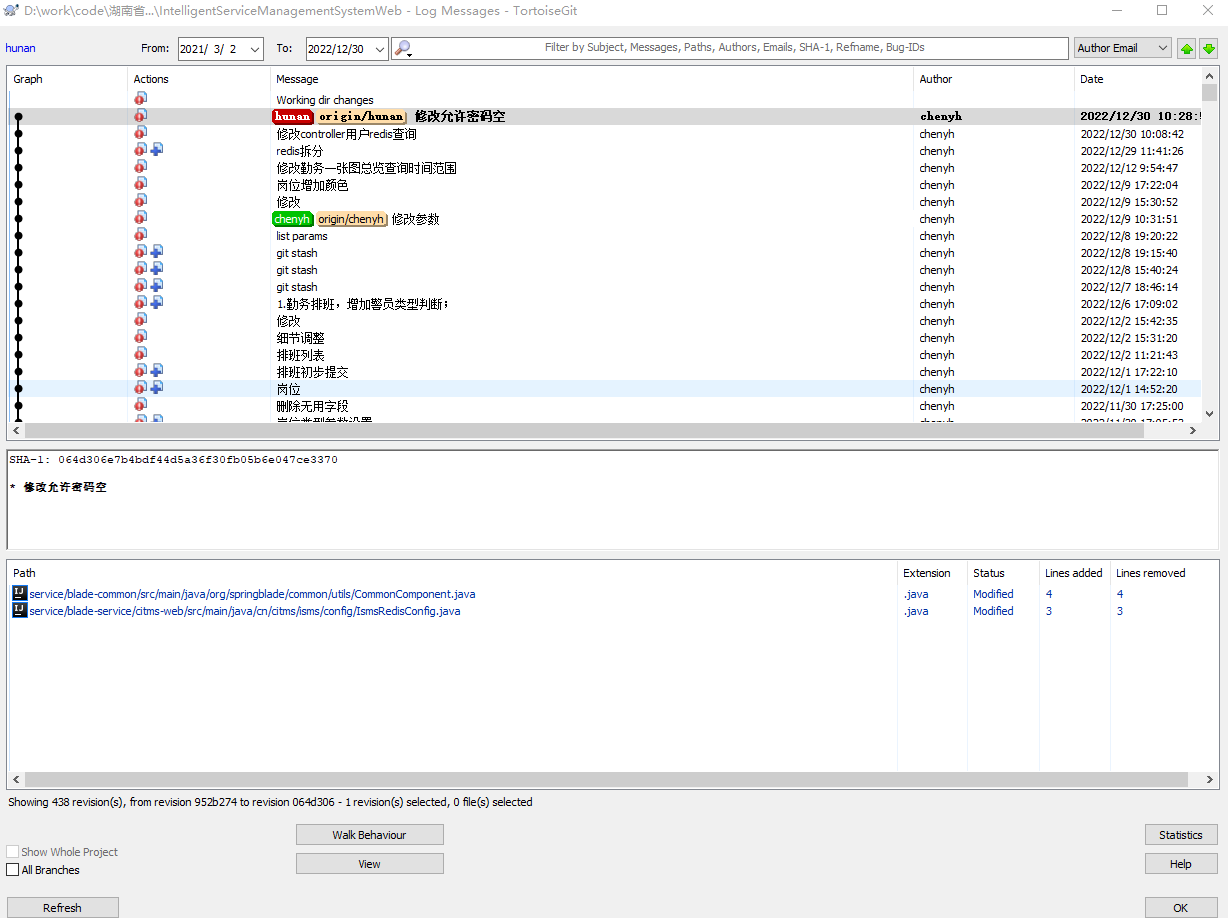 D:\work\code\湖南省...\IntelligentServiceManagementSystemWeb - Log Messages - TortoiseGit
hunan From: 2021/ 3/ 2 To: 2022/12/30 Filter by Subject, Messages, Paths, Authors, Emails, SHA-1, Refname, Bug-IDs Author Email
Graph Actions Message Author Date
Working dir changes
hunan origin/hunan 修改允许密码空 chenyh 2022/12/30 10:28:
修改controller用户redis查询 chenyh 2022/12/30 10:08:42
redis拆分 chenyh 2022/12/29 11:41:26
修改勤务一张图总览查询时间范围 chenyh 2022/12/12 9:54:47
岗位增加颜色 chenyh 2022/12/9 17:22:04
修改 chenyh 2022/12/9 15:30:52
chenyh origin/chenyh 修改参数 chenyh 2022/12/9 10:31:51
list params chenyh 2022/12/8 19:20:22
git stash chenyh 2022/12/8 19:15:40
git stash chenyh 2022/12/8 15:40:24
git stash chenyh 2022/12/7 18:46:14
1.勤务排班，增加警员类型判断； chenyh 2022/12/6 17:09:02
修改 chenyh 2022/12/2 15:42:35
细节调整 chenyh 2022/12/2 15:31:20
排班列表 chenyh 2022/12/2 11:21:43
排班初步提交 chenyh 2022/12/1 17:22:10
岗位 chenyh 2022/12/1 14:52:20
删除无用字段 chenyh 2022/11/30 17:25:00
SHA-1: 064d306e7b4bdf44d5a36f30fb05b6e047ce3370
* 修改允许密码空
Path Extension Status Lines added Lines removed
service/blade-common/src/main/java/org/springblade/common/utils/CommonComponent.java .java Modified 4 4
service/blade-service/citms-web/src/main/java/cn/citms/isms/config/IsmsRedisConfig.java .java Modified 3 3
Showing 438 revision(s), from revision 952b274 to revision 064d306 - 1 revision(s) selected, 0 file(s) selected
Walk Behaviour Statistics
Show Whole Project
View Help
All Branches
Refresh OK